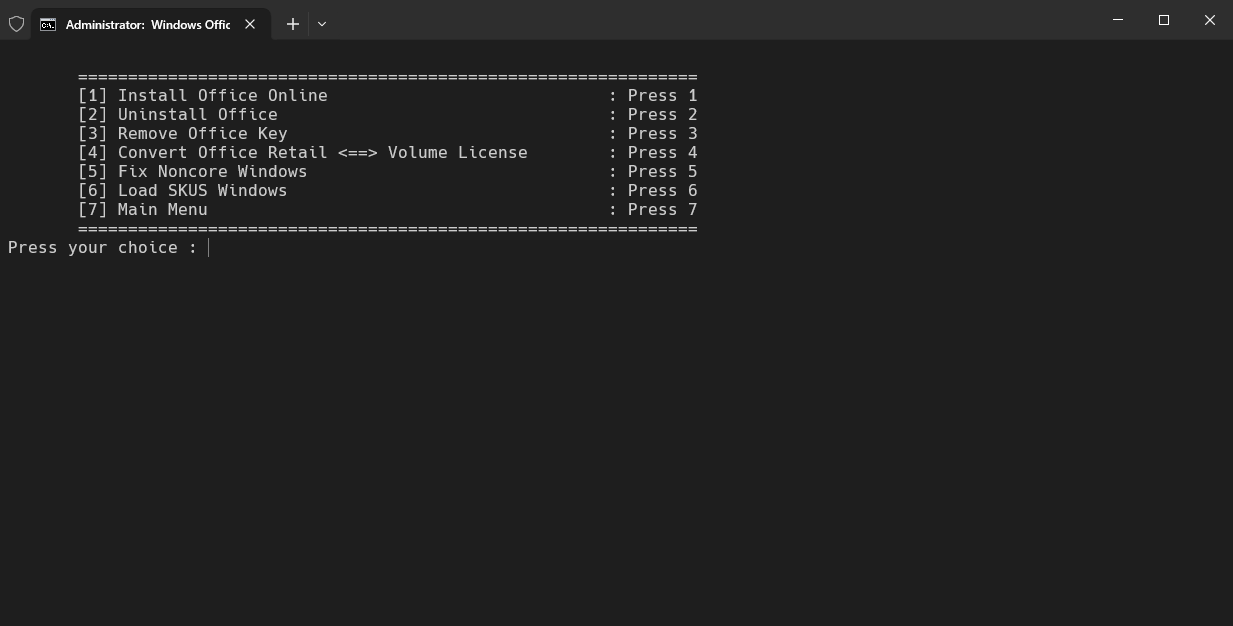 Administrator: Windows Offic
==============================================================
[1] Install Office Online : Press 1
[2] Uninstall Office : Press 2
[3] Remove Office Key : Press 3
[4] Convert Office Retail <==> Volume License : Press 4
[5] Fix Noncore Windows : Press 5
[6] Load SKUS Windows : Press 6
[7] Main Menu : Press 7
==============================================================
Press your choice :